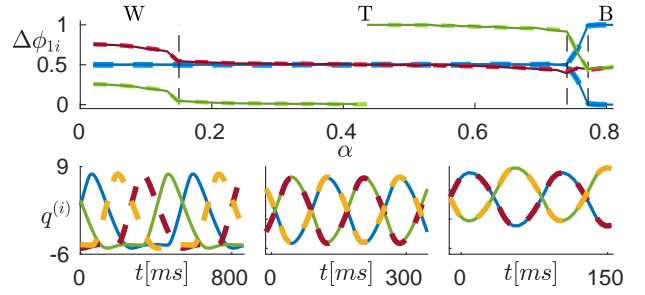 W T B
Δφ1i
1
0.5
0
0.2 0.4 0.6 0.8
α
q(i)
9
-6
0 800
t[ms]
0 300
t[ms]
0 150
t[ms]